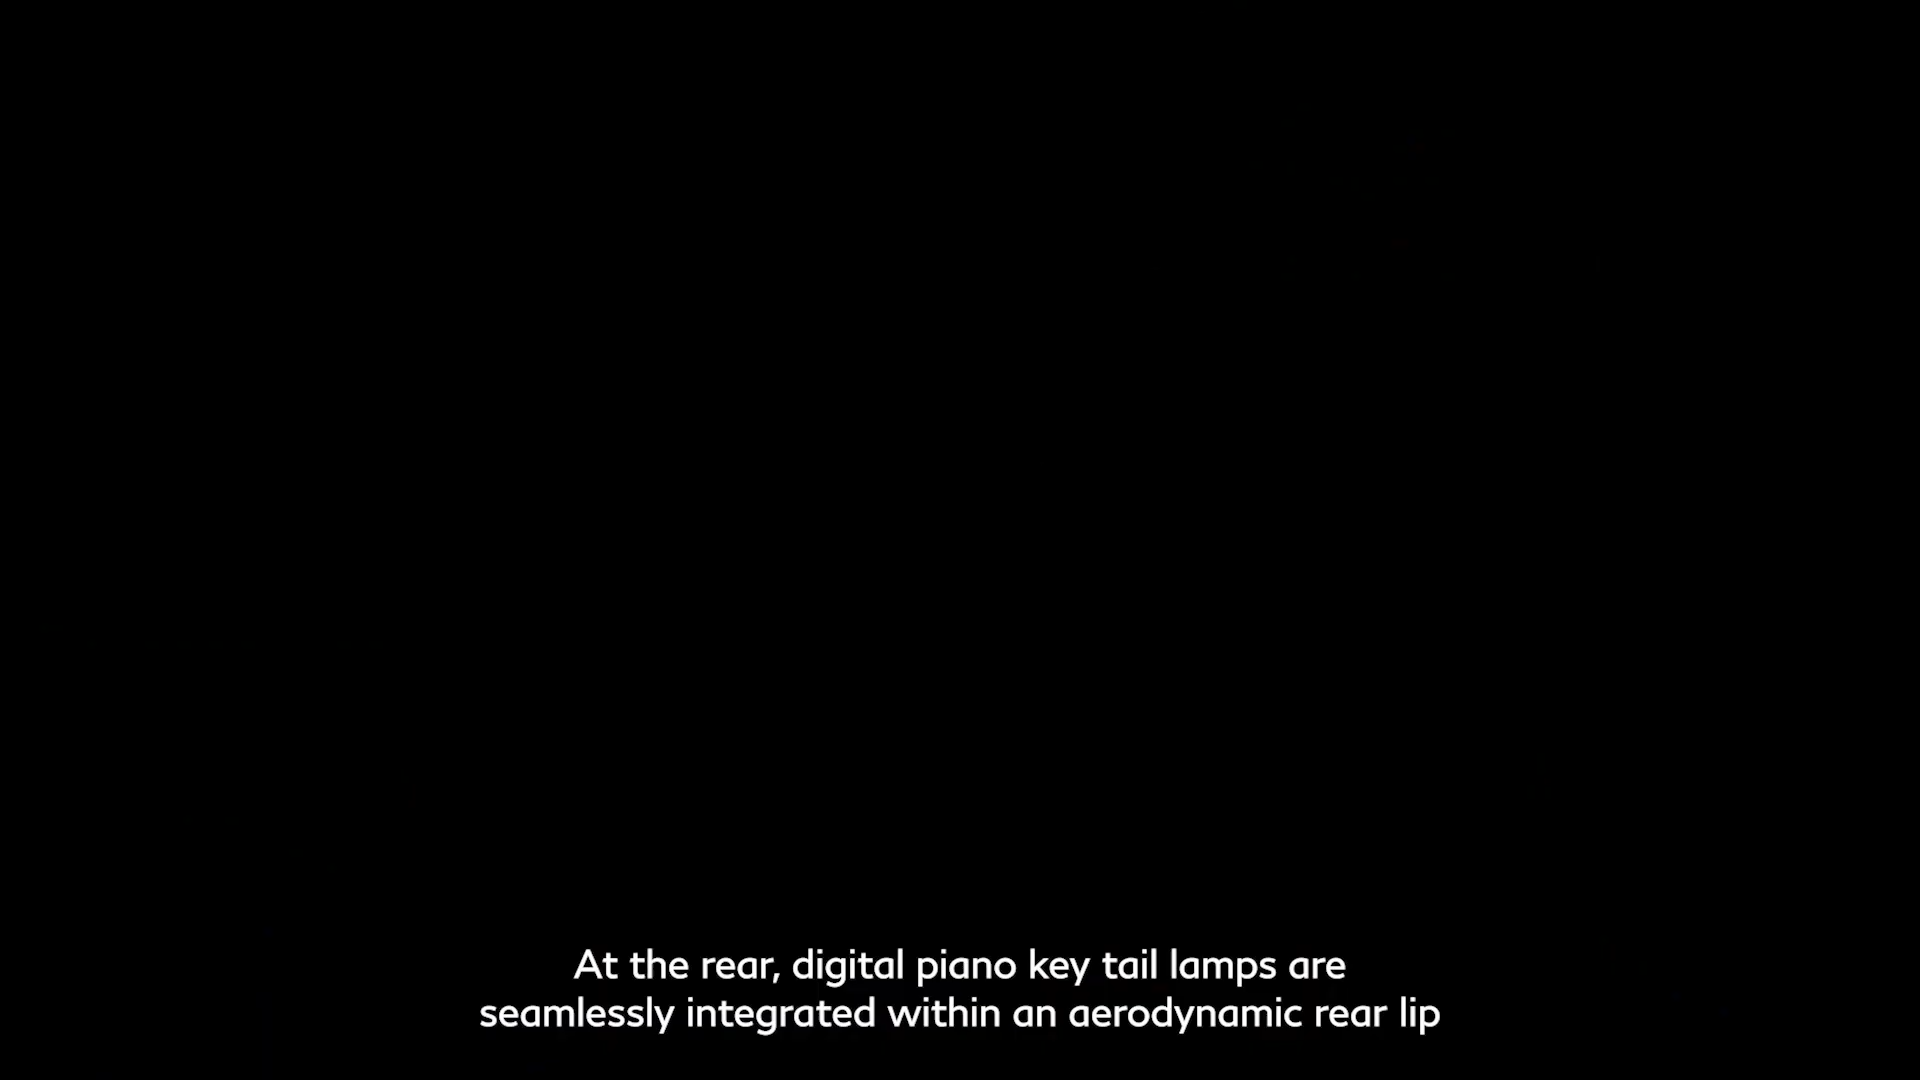 At the rear, digital piano key tail lamps are
seamlessly integrated within an aerodynamic rear lip